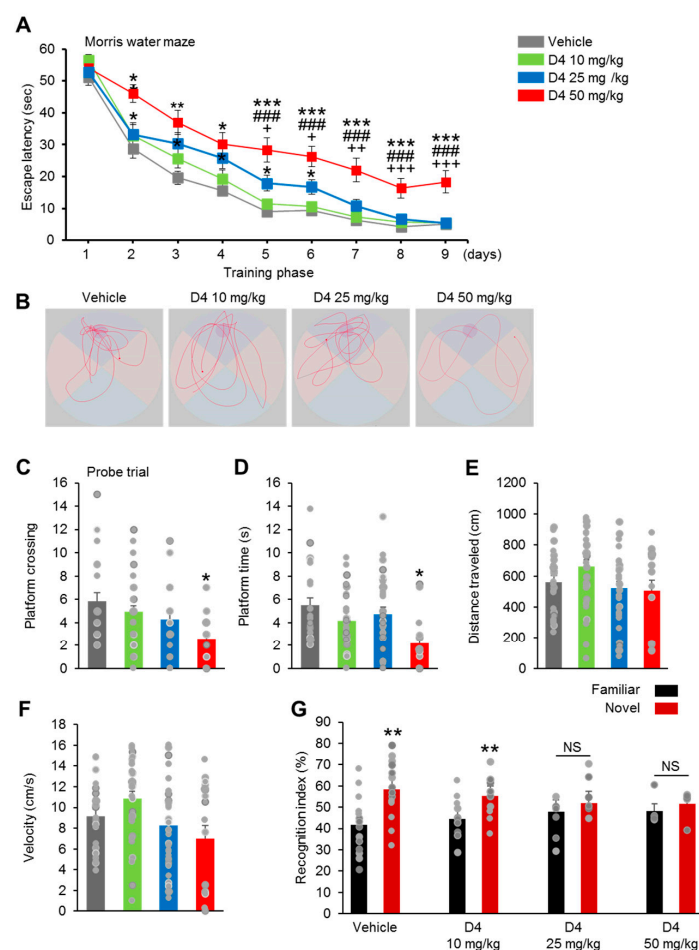 A
Morris water maze
Vehicle
D4 10 mg/kg
D4 25 mg /kg
D4 50 mg/kg
Escape latency (sec)
60
50
40
30
20
10
0
* * ** * *** *** *** *** ***
### ### ### ### ###
+ + ++ +++ +++
* * * * *
1 2 3 4 5 6 7 8 9 (days)
Training phase
B
Vehicle D4 10 mg/kg D4 25 mg/kg D4 50 mg/kg
C
Probe trial
Platform crossing
16
14
12
10
8
6
4
2
0
*
D
Platform time (s)
16
14
12
10
8
6
4
2
0
*
E
Distance traveled (cm)
1200
1000
800
600
400
200
0
F
Velocity (cm/s)
18
16
14
12
10
8
6
4
2
0
G
Familiar
Novel
Recognition index (%)
90
80
70
60
50
40
30
20
10
0
** ** NS NS
Vehicle D4 D4 D4
10 mg/kg 25 mg/kg 50 mg/kg